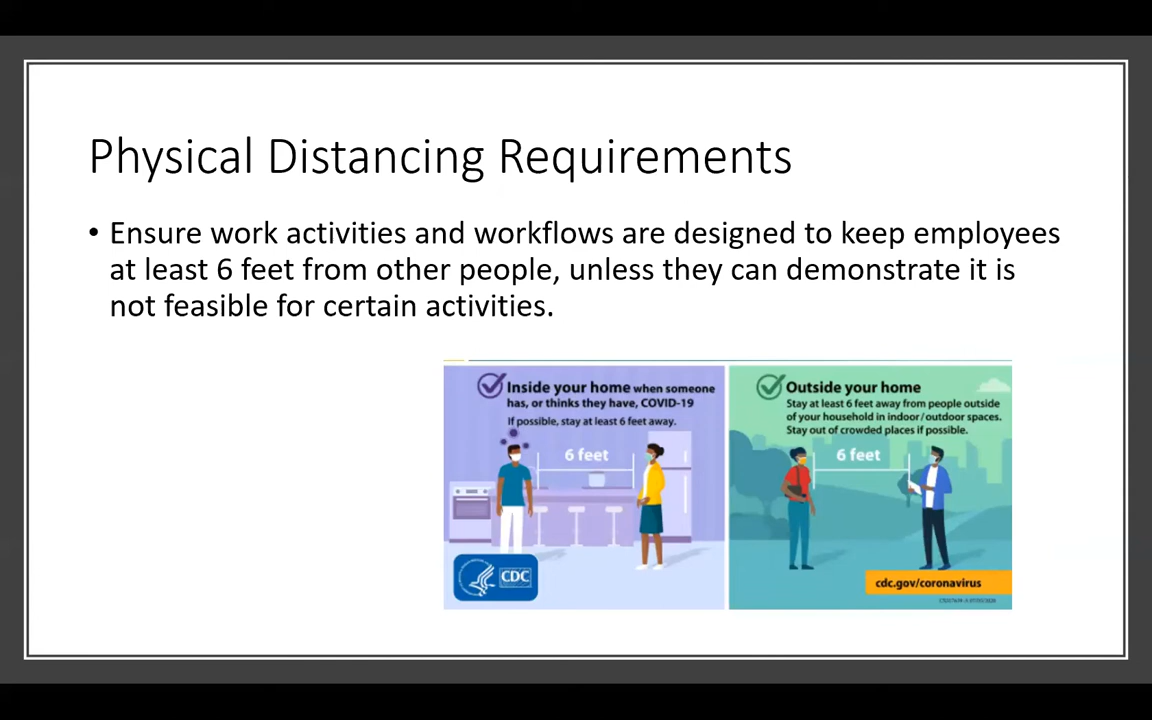 Physical Distancing Requirements
• Ensure work activities and workflows are designed to keep employees
at least 6 feet from other people, unless they can demonstrate it is
not feasible for certain activities.
Inside your home when someone
has, or thinks they have, COVID-19
If possible, stay at least 6 feet away.
6 feet
CDC
Outside your home
Stay at least 6 feet away from people outside
of your household in indoor/outdoor spaces.
Stay out of crowded places if possible.
6 feet
cdc.gov/coronavirus